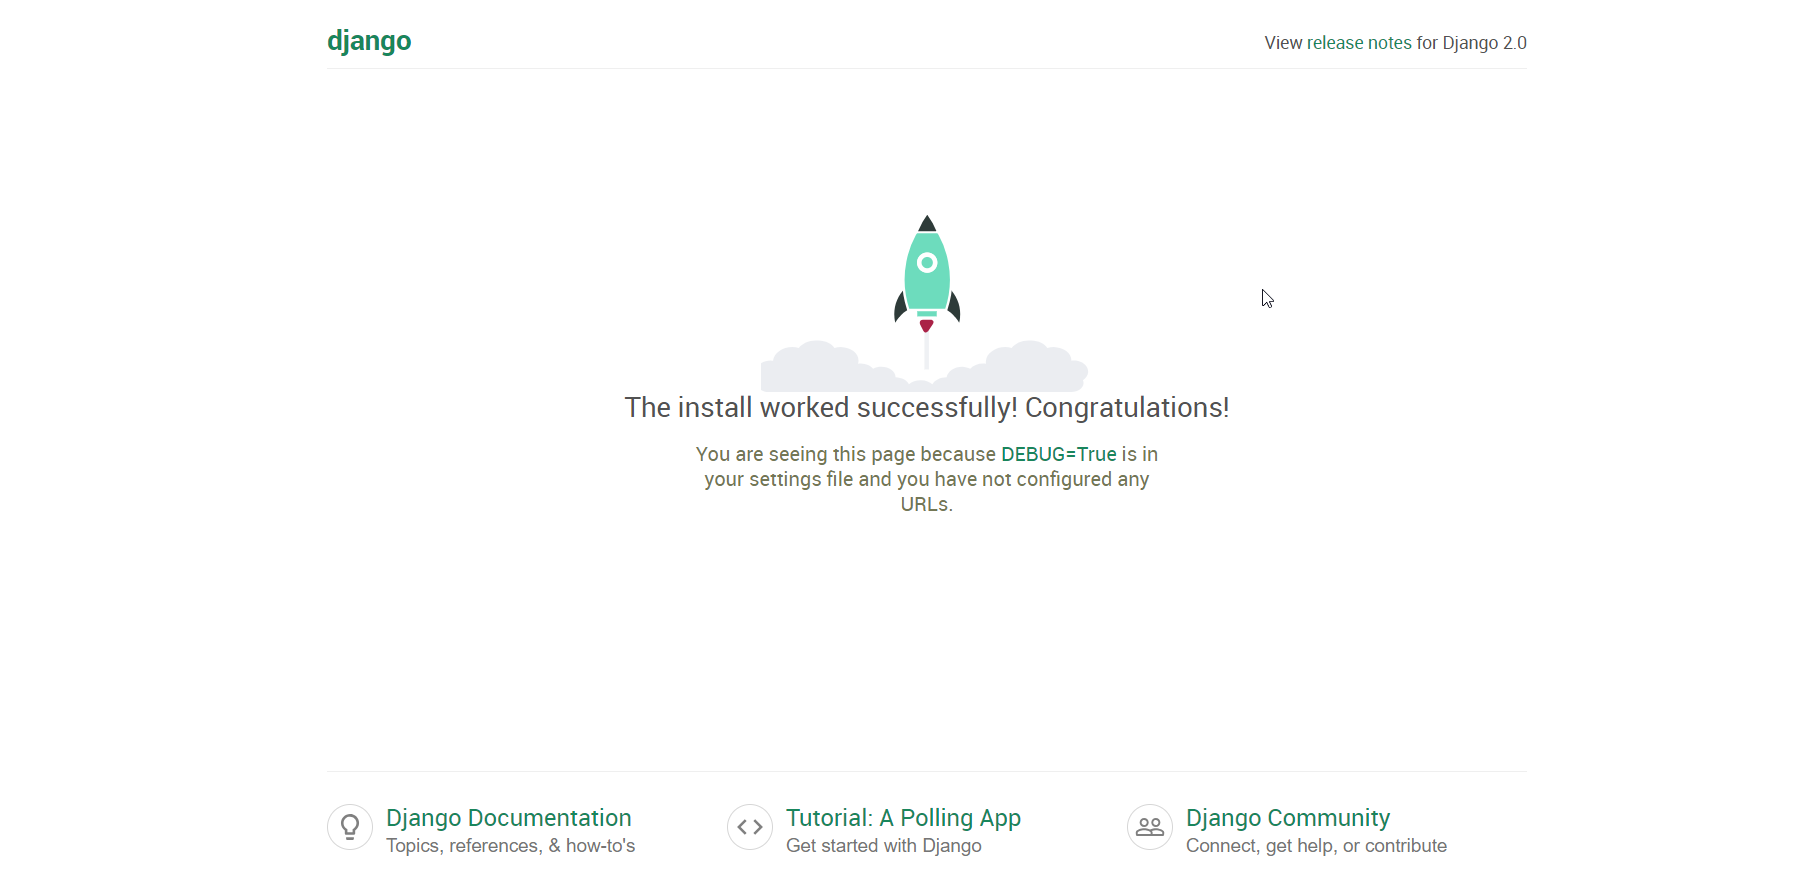 django
View release notes for Django 2.0
The install worked successfully! Congratulations!
You are seeing this page because DEBUG=True is in
your settings file and you have not configured any
URLs.
Django Documentation
Topics, references, & how-to's
Tutorial: A Polling App
Get started with Django
Django Community
Connect, get help, or contribute